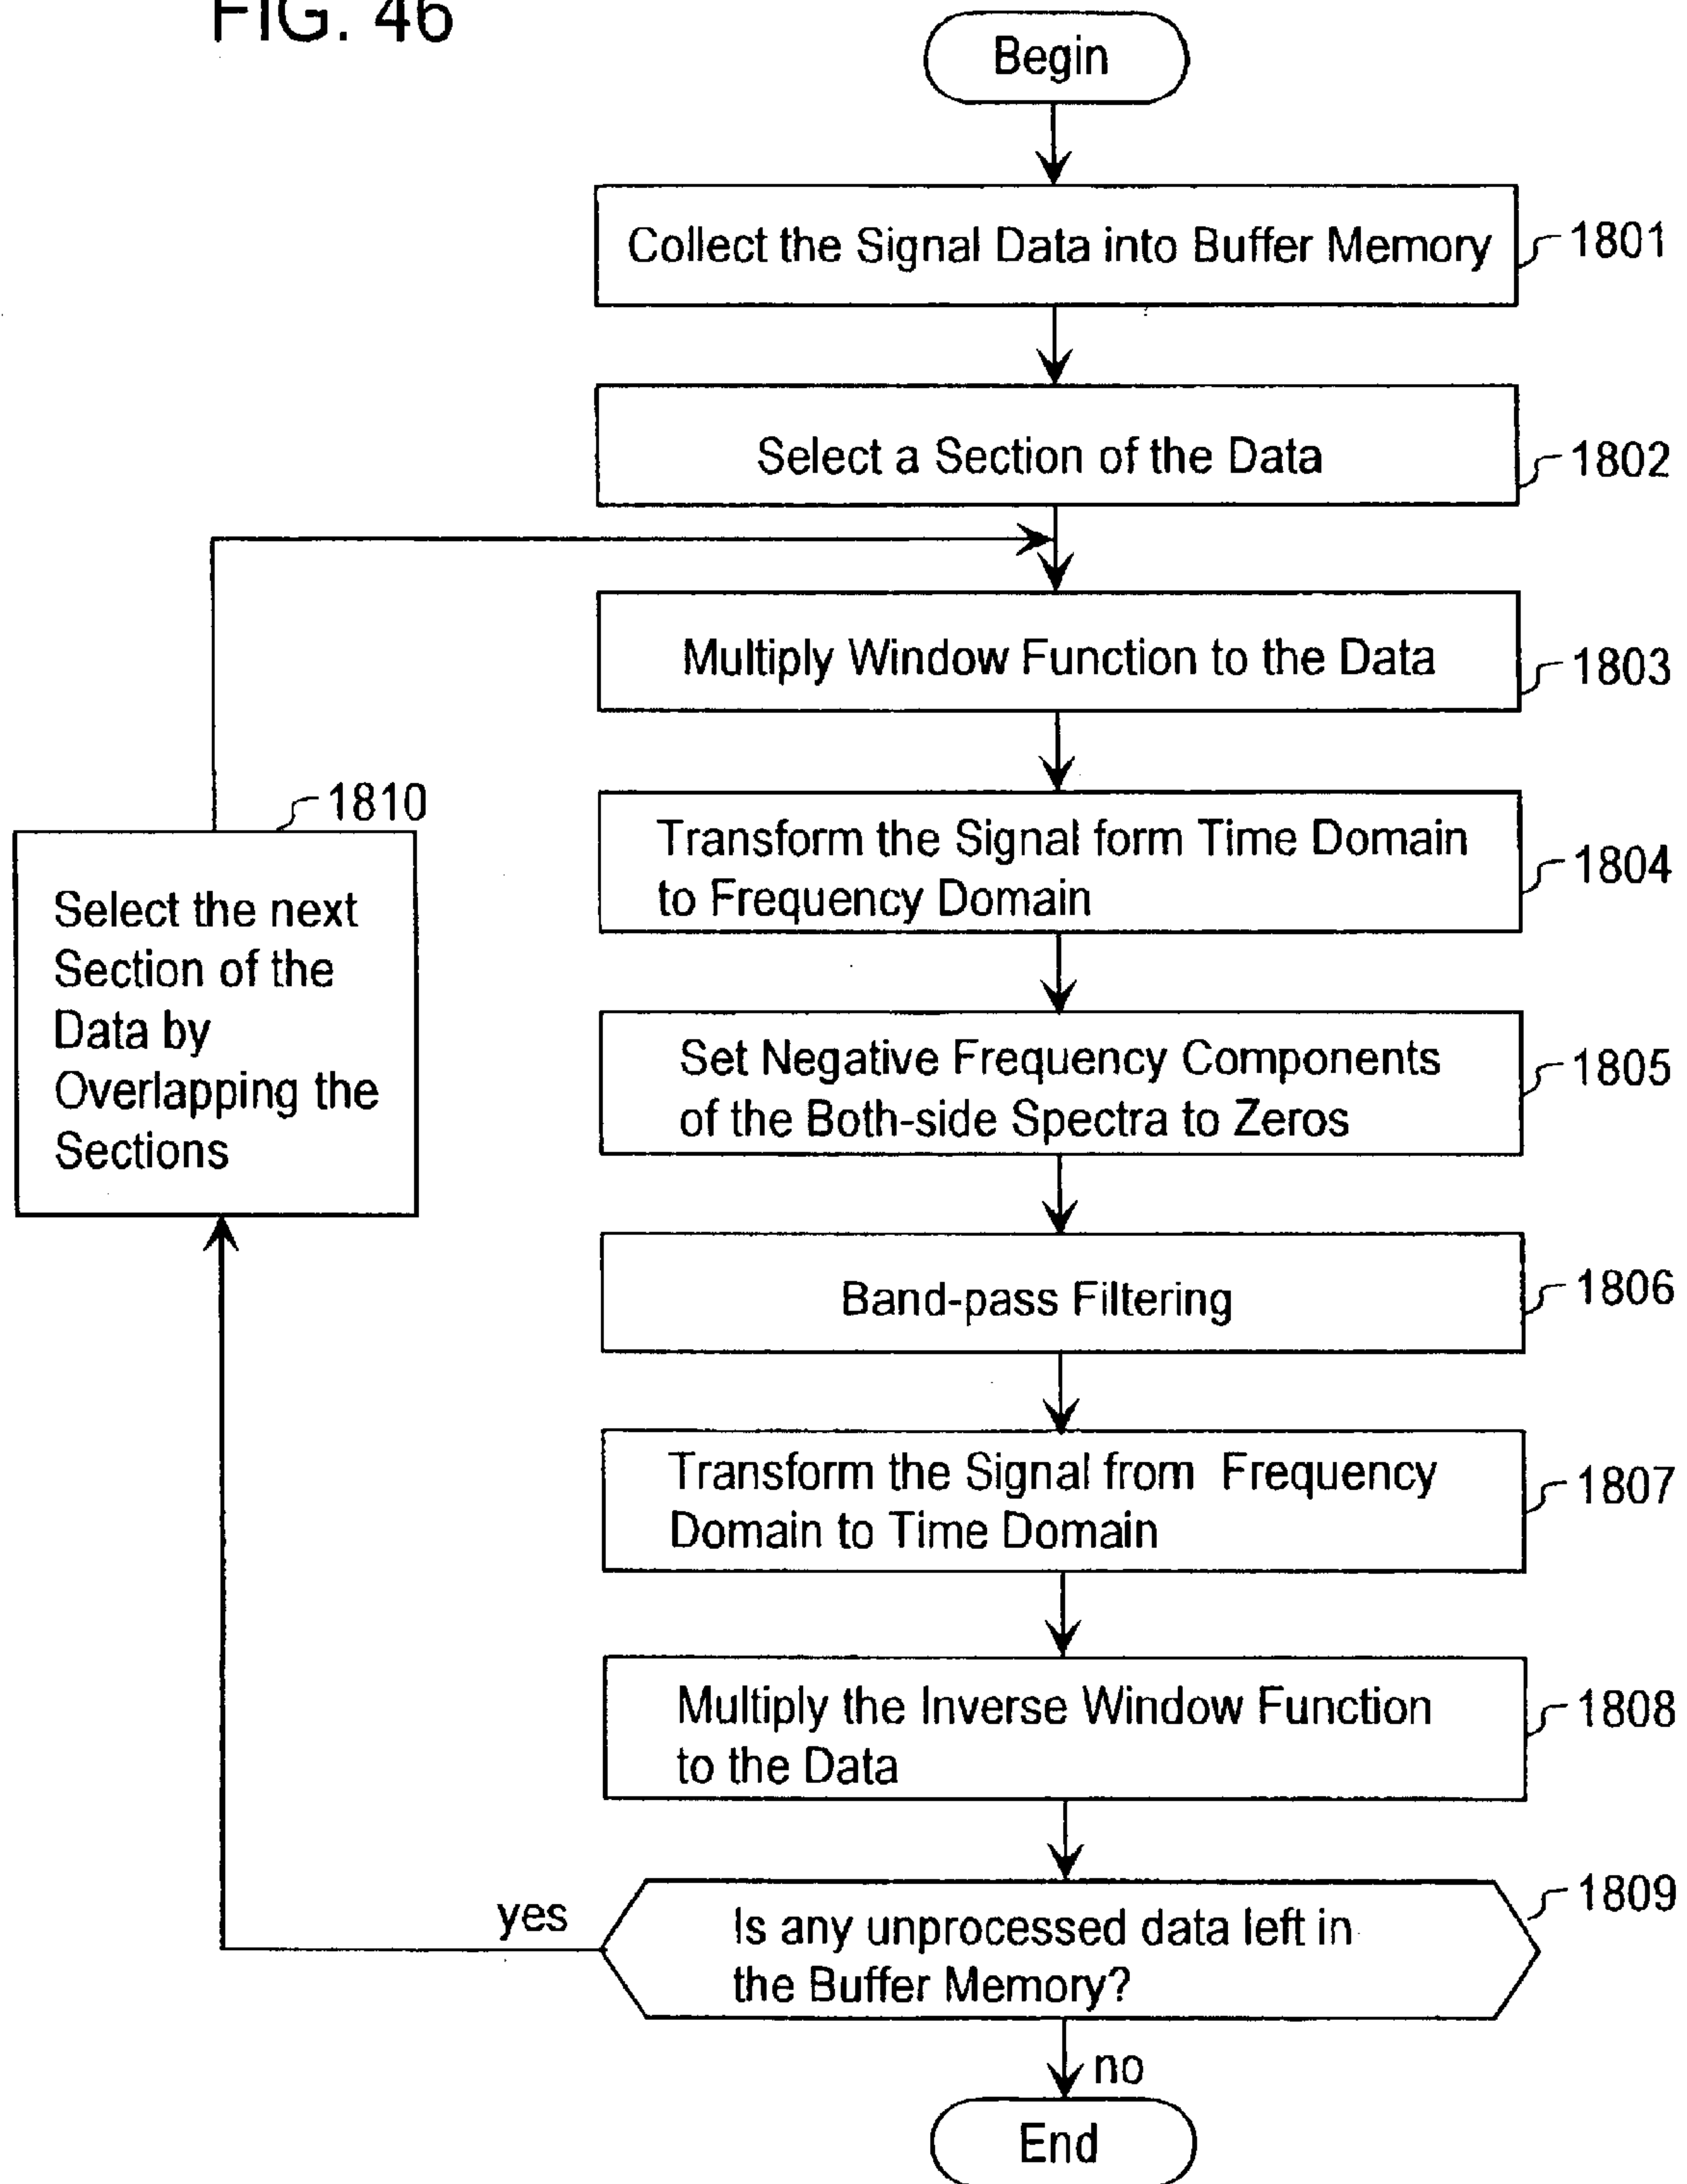 FIG. 46
Begin
Collect the Signal Data into Buffer Memory
1801
Select a Section of the Data
1802
Multiply Window Function to the Data
1803
Transform the Signal form Time Domain
to Frequency Domain
1804
Set Negative Frequency Components
of the Both-side Spectra to Zeros
1805
Band-pass Filtering
1806
Transform the Signal from Frequency
Domain to Time Domain
1807
Multiply the Inverse Window Function
to the Data
1808
Is any unprocessed data left in
the Buffer Memory?
1809
yes
1810
Select the next
Section of the
Data by
Overlapping the
Sections
no
End